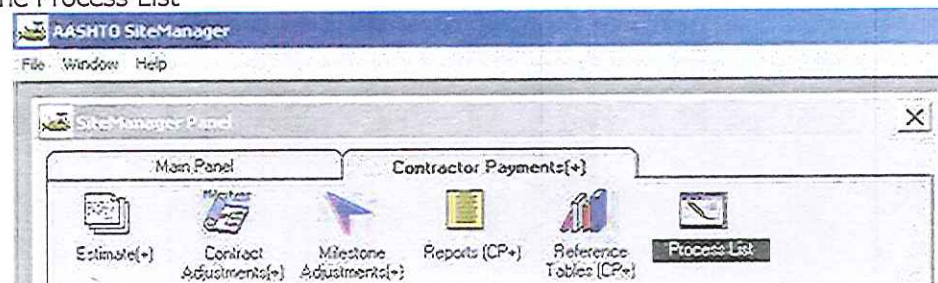 ne Process List
AASHTO SiteManager
File Window Help
SiteManager Panel
Main Panel Contractor Payments(+)
Estimate(+) Contract Adjustments(+) Milestone Adjustments(+) Reports (CP+) Reference Tables (CP+) Process List